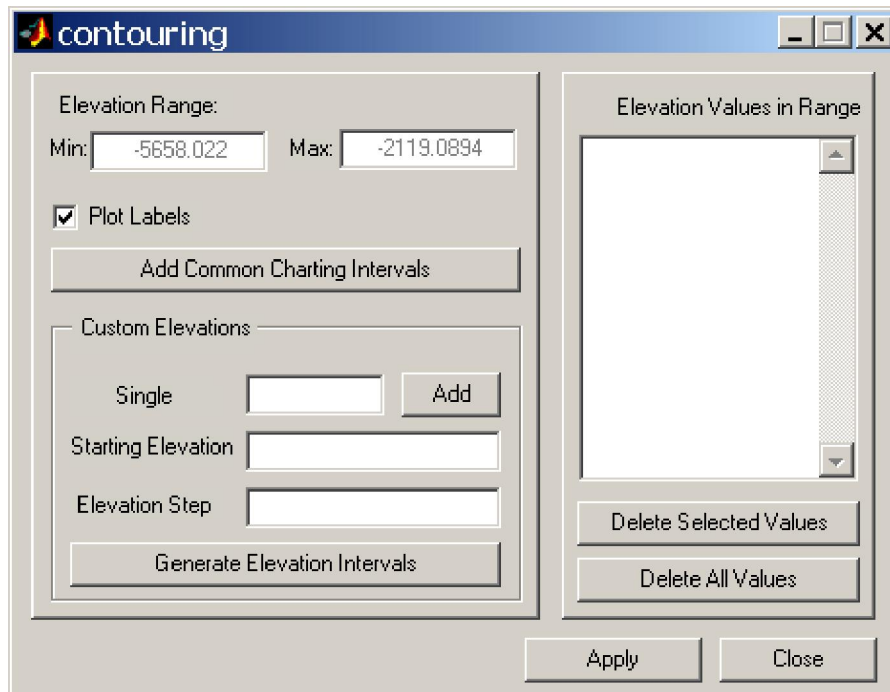 contouring
Elevation Range:
Min: -5658.022 Max: -2119.0894
Plot Labels
Add Common Charting Intervals
Custom Elevations
Single Add
Starting Elevation
Elevation Step
Generate Elevation Intervals
Elevation Values in Range
Delete Selected Values
Delete All Values
Apply Close